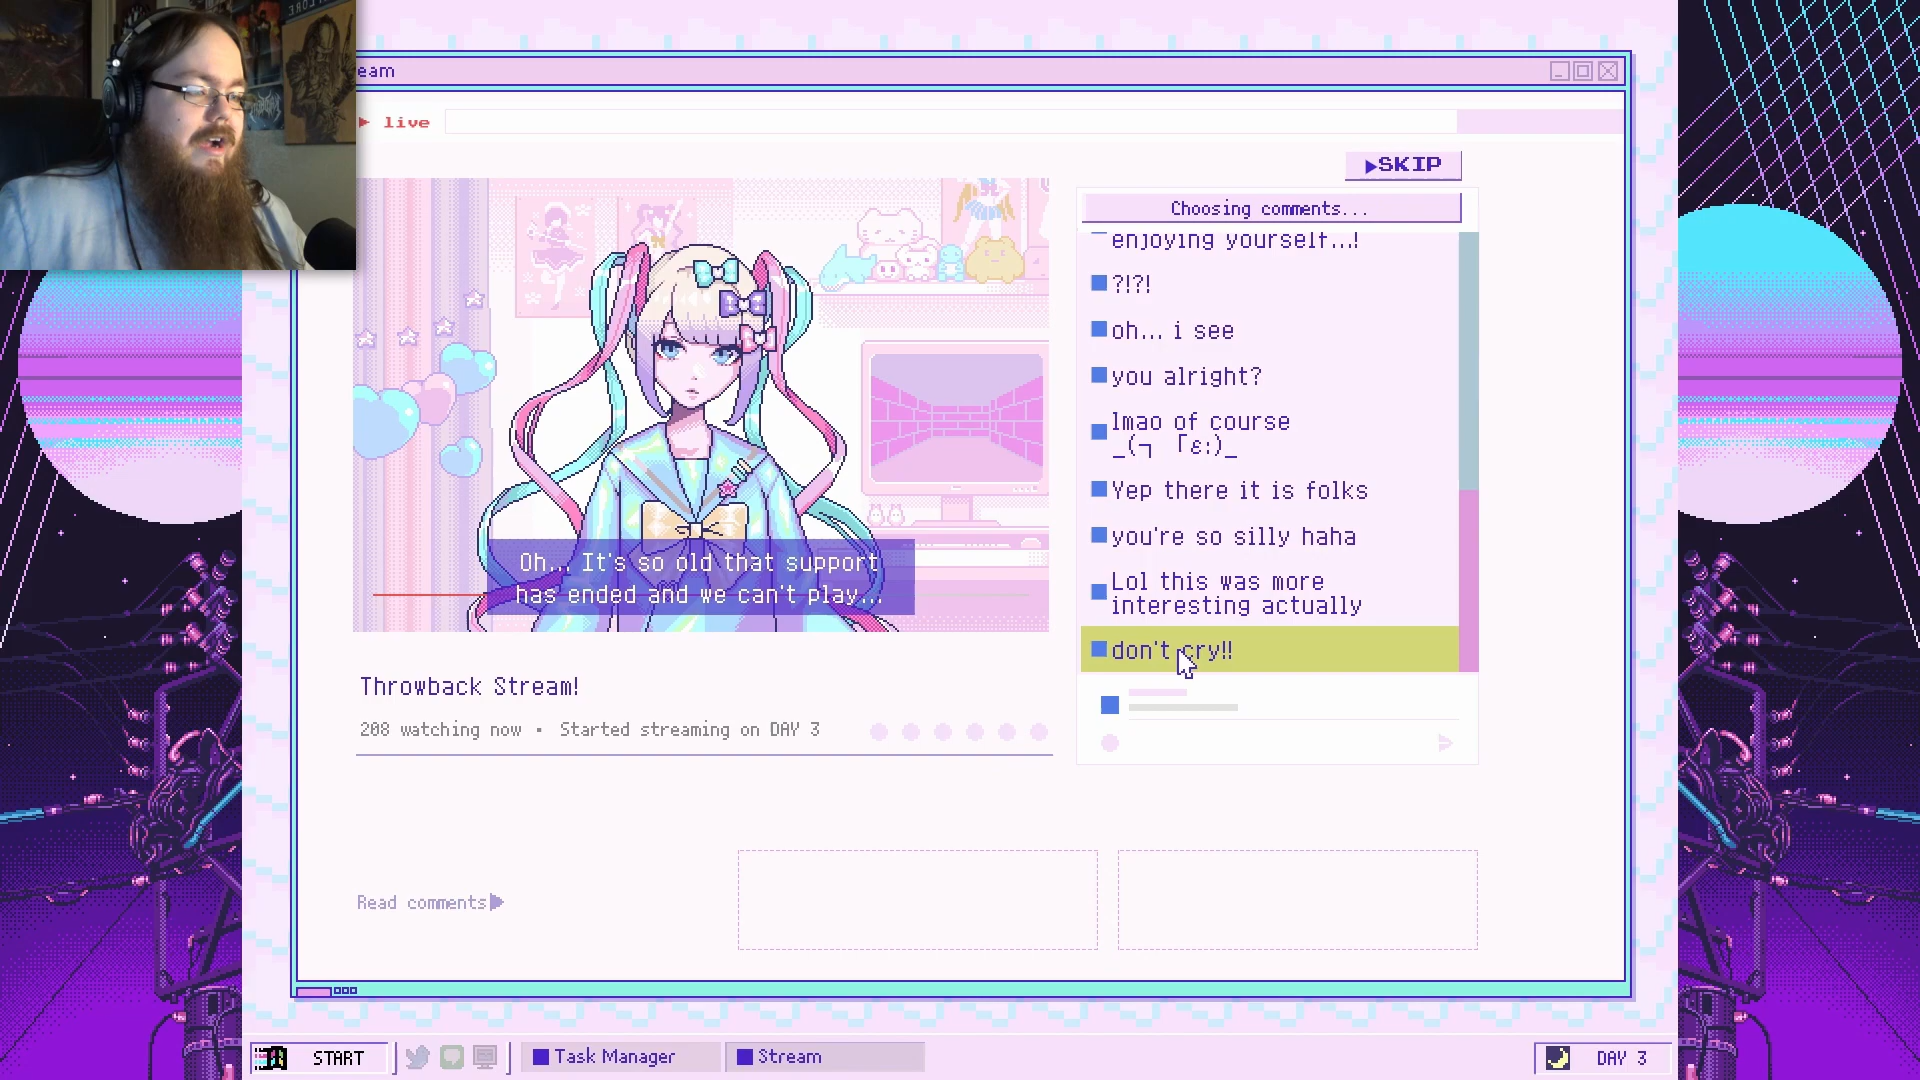 eam
live
SKIP
Choosing comments...
enjoying yourself...!
?!?!
oh... i see
you alright?
lmao of course
_(┐ 「ε:)_
Yep there it is folks
you're so silly haha
Lol this was more
interesting actually
don't cry!!
Oh... It's so old that support
has ended and we can't play...
Throwback Stream!
208 watching now • Started streaming on DAY 3
Read comments
START
Task Manager
Stream
DAY 3